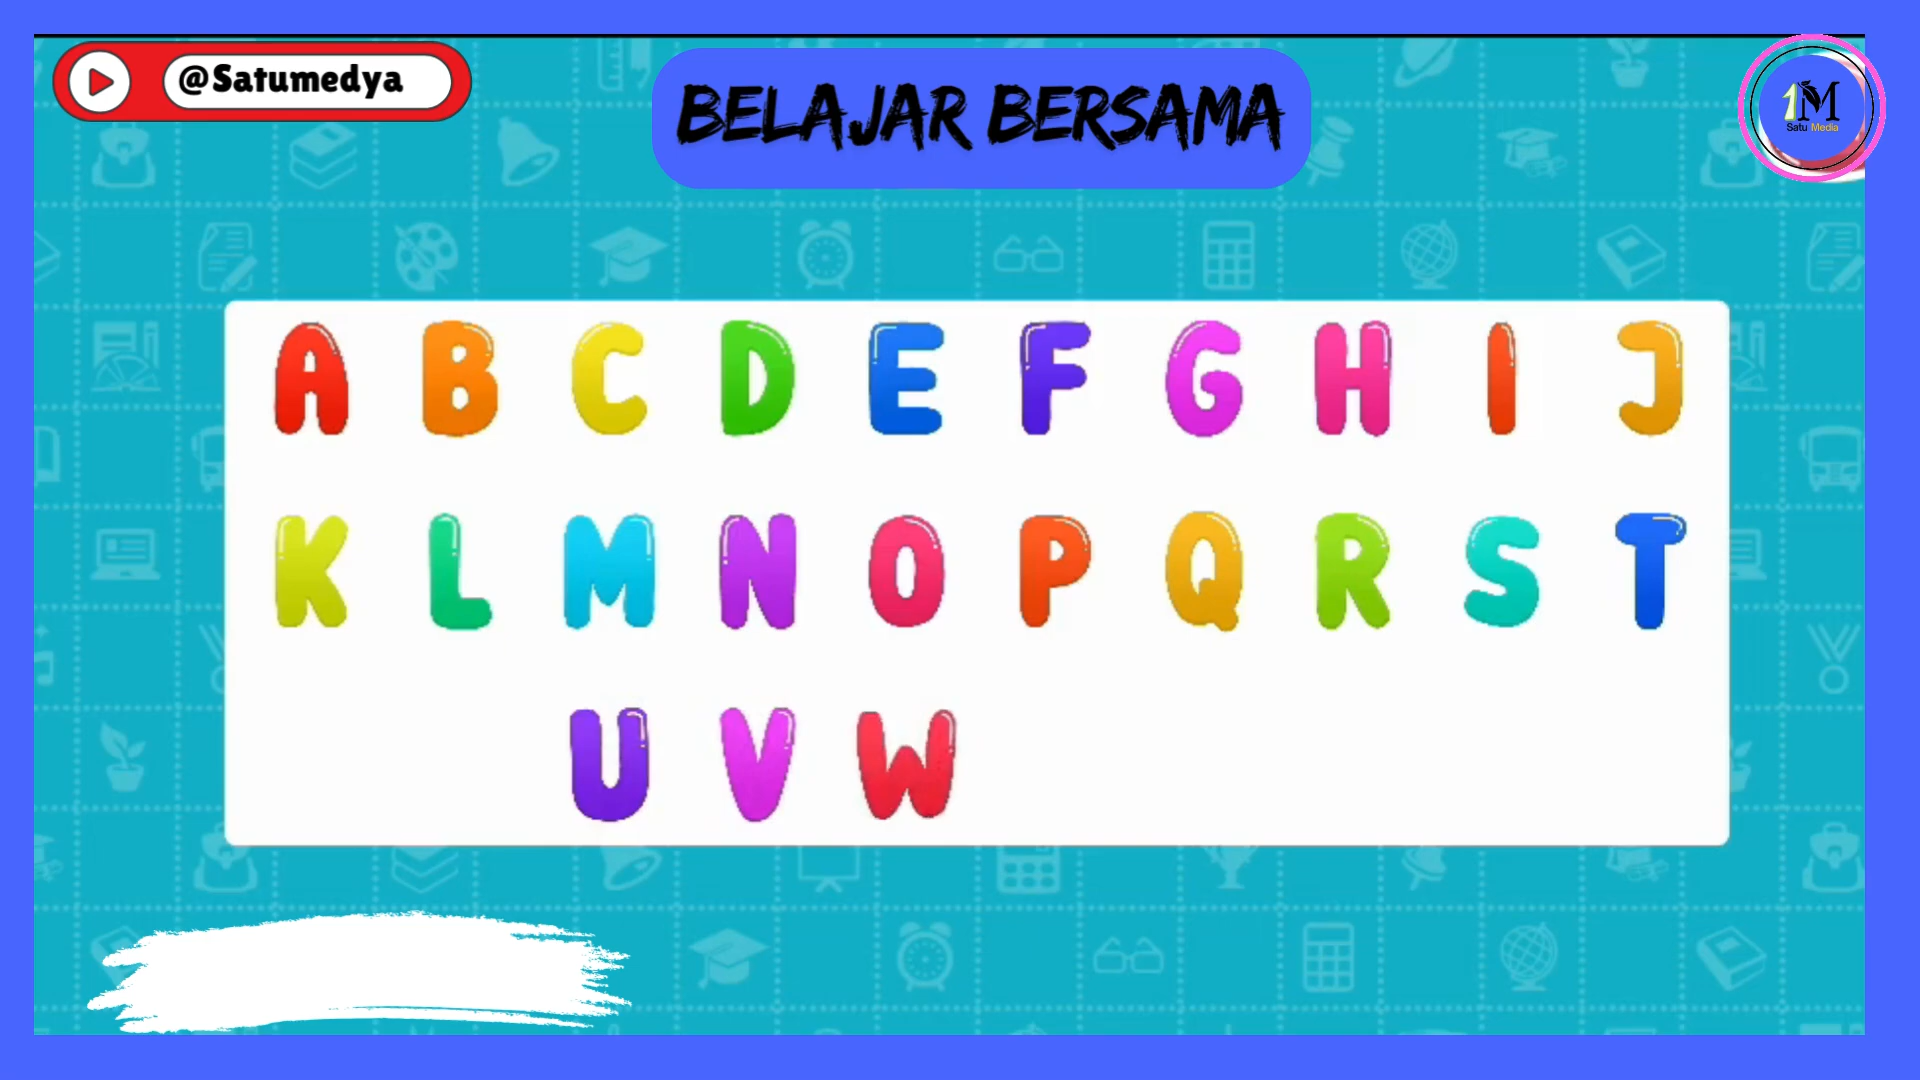 @Satumedya
BELAJAR BERSAMA
1M
Satu Media
A B C D E F G H I J
K L M N O P Q R S T
U V W